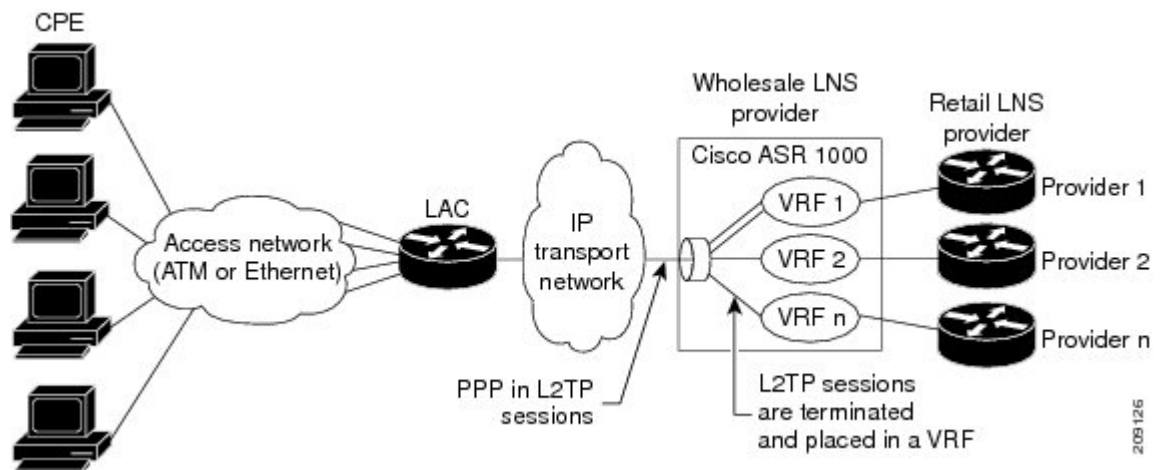 CPE
Access network
(ATM or Ethernet)
LAC
IP
transport
network
PPP in L2TP
sessions
Wholesale LNS
provider
Cisco ASR 1000
VRF 1
VRF 2
VRF n
L2TP sessions
are terminated
and placed in a VRF
Retail LNS
provider
Provider 1
Provider 2
Provider n
209126